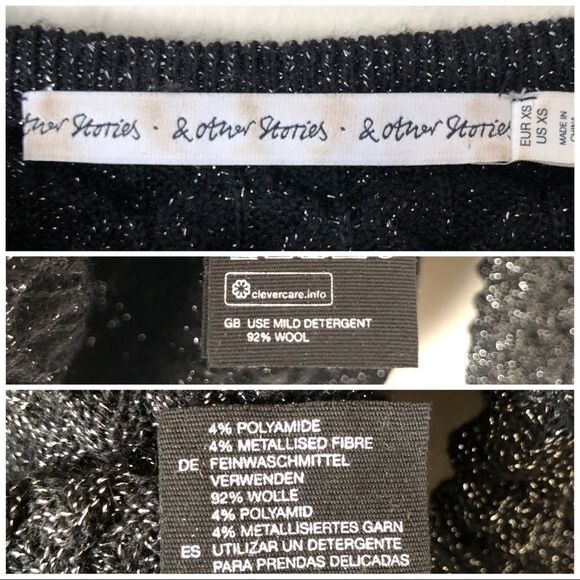 other Stories · & other Stories · & other Stories
EUR XS
US XS
MADE IN
CHINA
clevercare.info
GB USE MILD DETERGENT
92% WOOL
4% POLYAMIDE
4% METALLISED FIBRE
DE FEINWASCHMITTEL
VERWENDEN
92% WOLLE
4% POLYAMID
4% METALLISIERTES GARN
ES UTILIZAR UN DETERGENTE
PARA PRENDAS DELICADAS